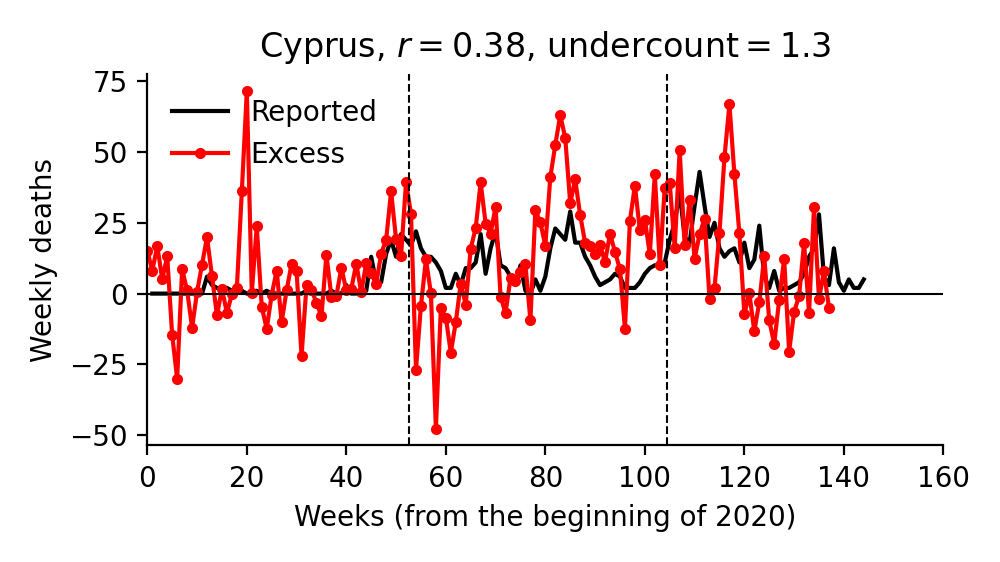 Cyprus, r = 0.38, undercount = 1.3
75
50
25
0
−25
−50
Weekly deaths
Reported
Excess
0 20 40 60 80 100 120 140 160
Weeks (from the beginning of 2020)